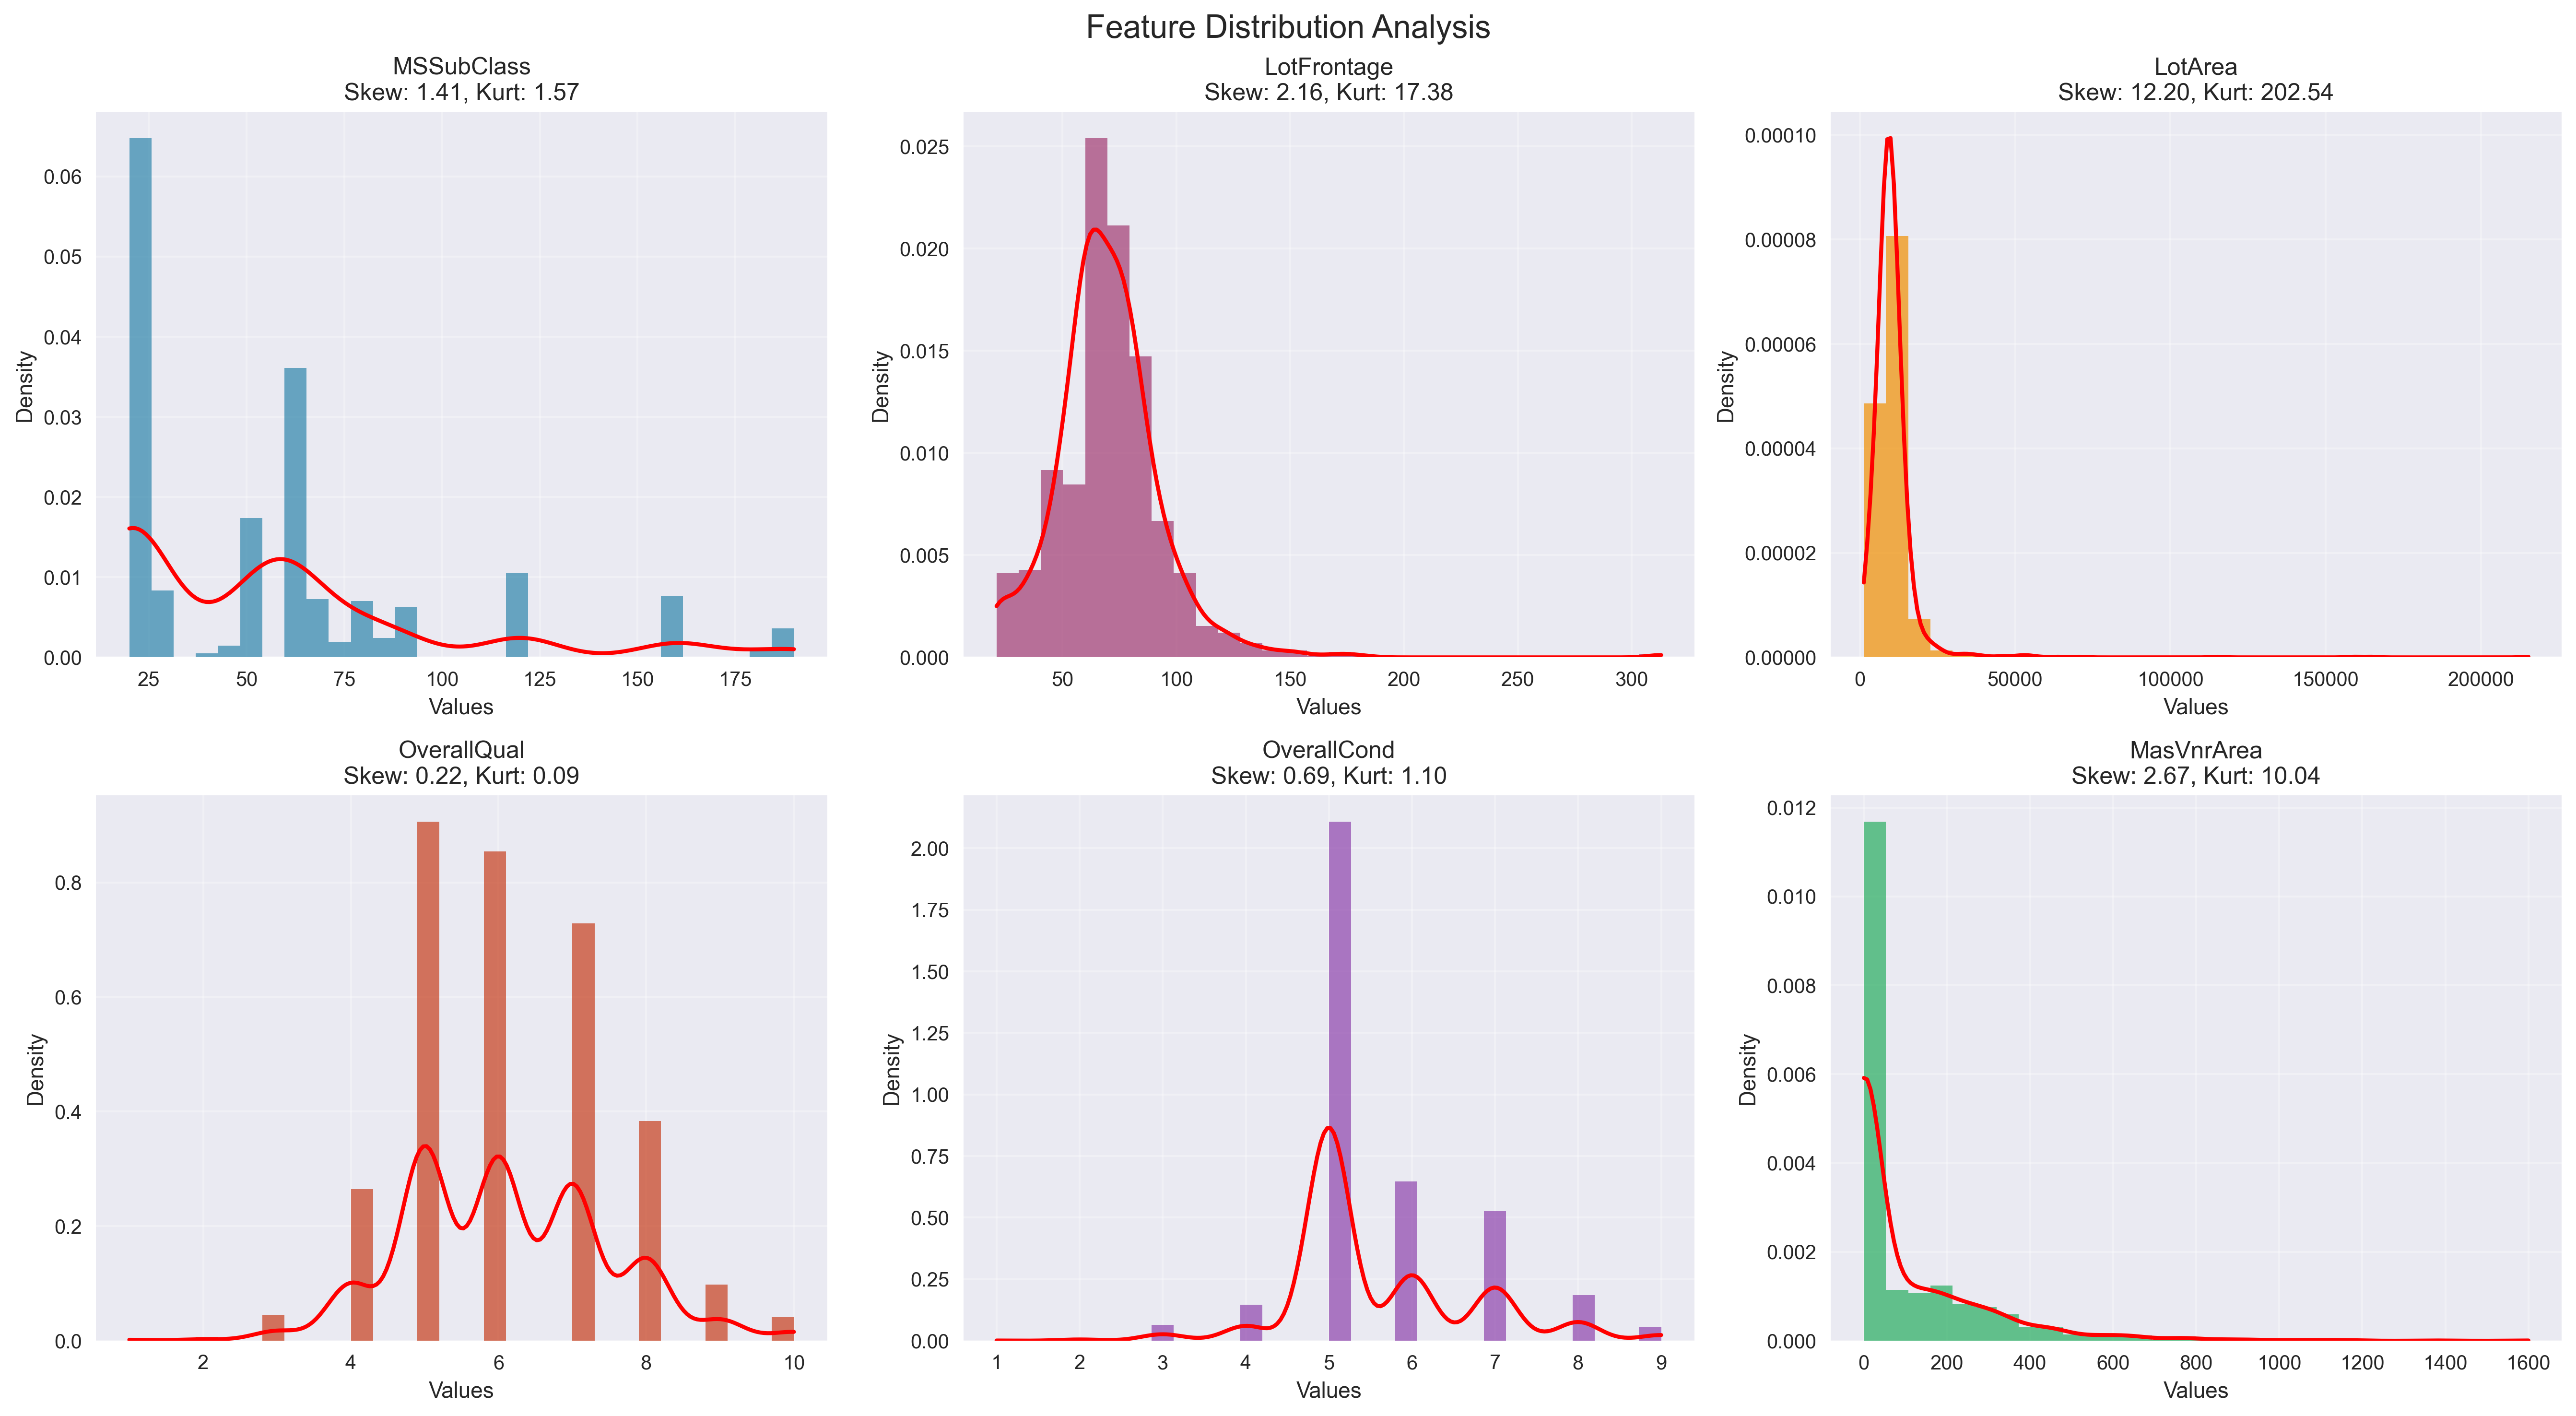 Feature Distribution Analysis
MSSubClass
Skew: 1.41, Kurt: 1.57
0.06
0.05
0.04
0.03
0.02
0.01
0.00
Density
25 50 75 100 125 150 175
Values
LotFrontage
Skew: 2.16, Kurt: 17.38
0.025
0.020
0.015
0.010
0.005
0.000
Density
50 100 150 200 250 300
Values
LotArea
Skew: 12.20, Kurt: 202.54
0.00010
0.00008
0.00006
0.00004
0.00002
0.00000
Density
0 50000 100000 150000 200000
Values
OverallQual
Skew: 0.22, Kurt: 0.09
0.8
0.6
0.4
0.2
0.0
Density
2 4 6 8 10
Values
OverallCond
Skew: 0.69, Kurt: 1.10
2.00
1.75
1.50
1.25
1.00
0.75
0.50
0.25
0.00
Density
1 2 3 4 5 6 7 8 9
Values
MasVnrArea
Skew: 2.67, Kurt: 10.04
0.012
0.010
0.008
0.006
0.004
0.002
0.000
Density
0 200 400 600 800 1000 1200 1400 1600
Values